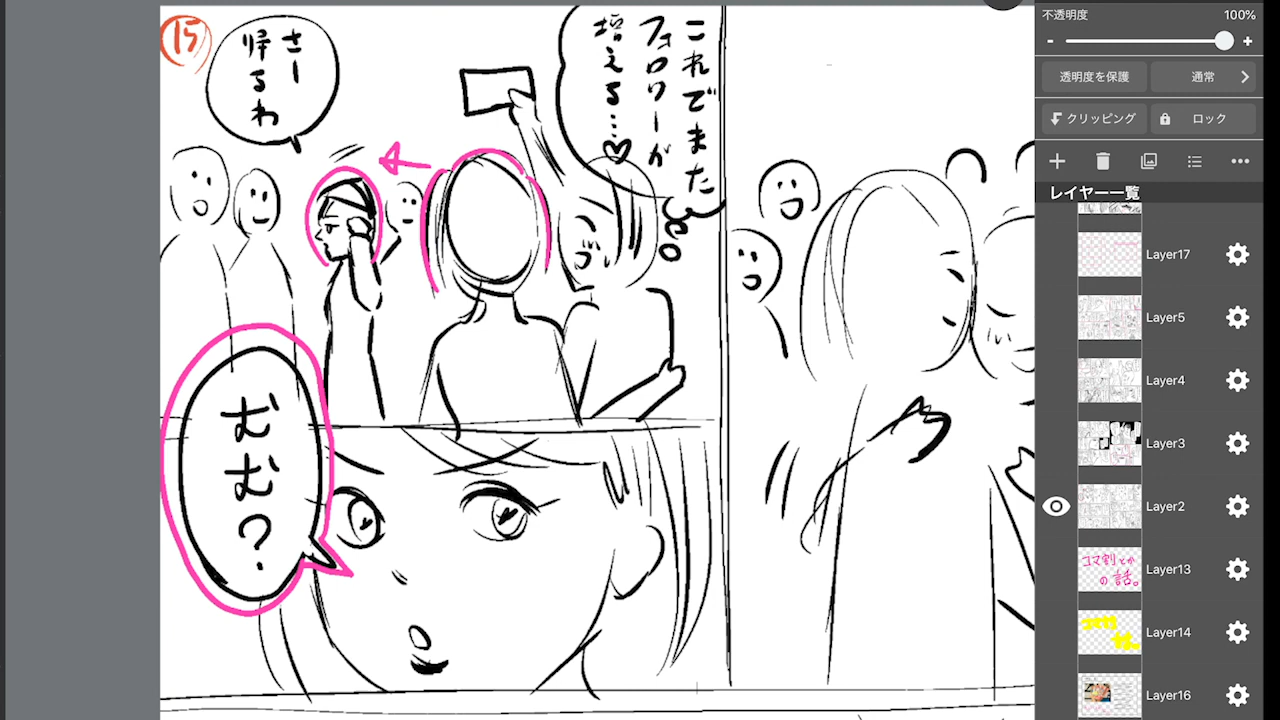 15
これでまた
フォロワーが
増える…♡
さー
帰るわ
むむ?
不透明度
100%
-
+
透明度を保護
通常
クリッピング
ロック
レイヤー一覧
Layer17
Layer5
Layer4
Layer3
Layer2
コマ割とか
の話。
Layer13
Layer14
Layer16